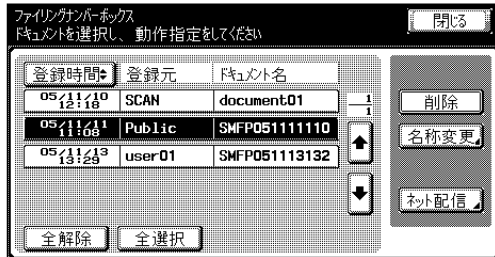 ファイリングナンバーボックス
ドキュメントを選択し、動作指定をしてください
閉じる
登録時間 登録元 ドキュメント名
05/11/10 12:18 SCAN document01
05/11/11 11:08 Public SMFP051111110
05/11/13 13:29 user01 SMFP051113132
1
1
削除
名称変更
ネット配信
全解除 全選択